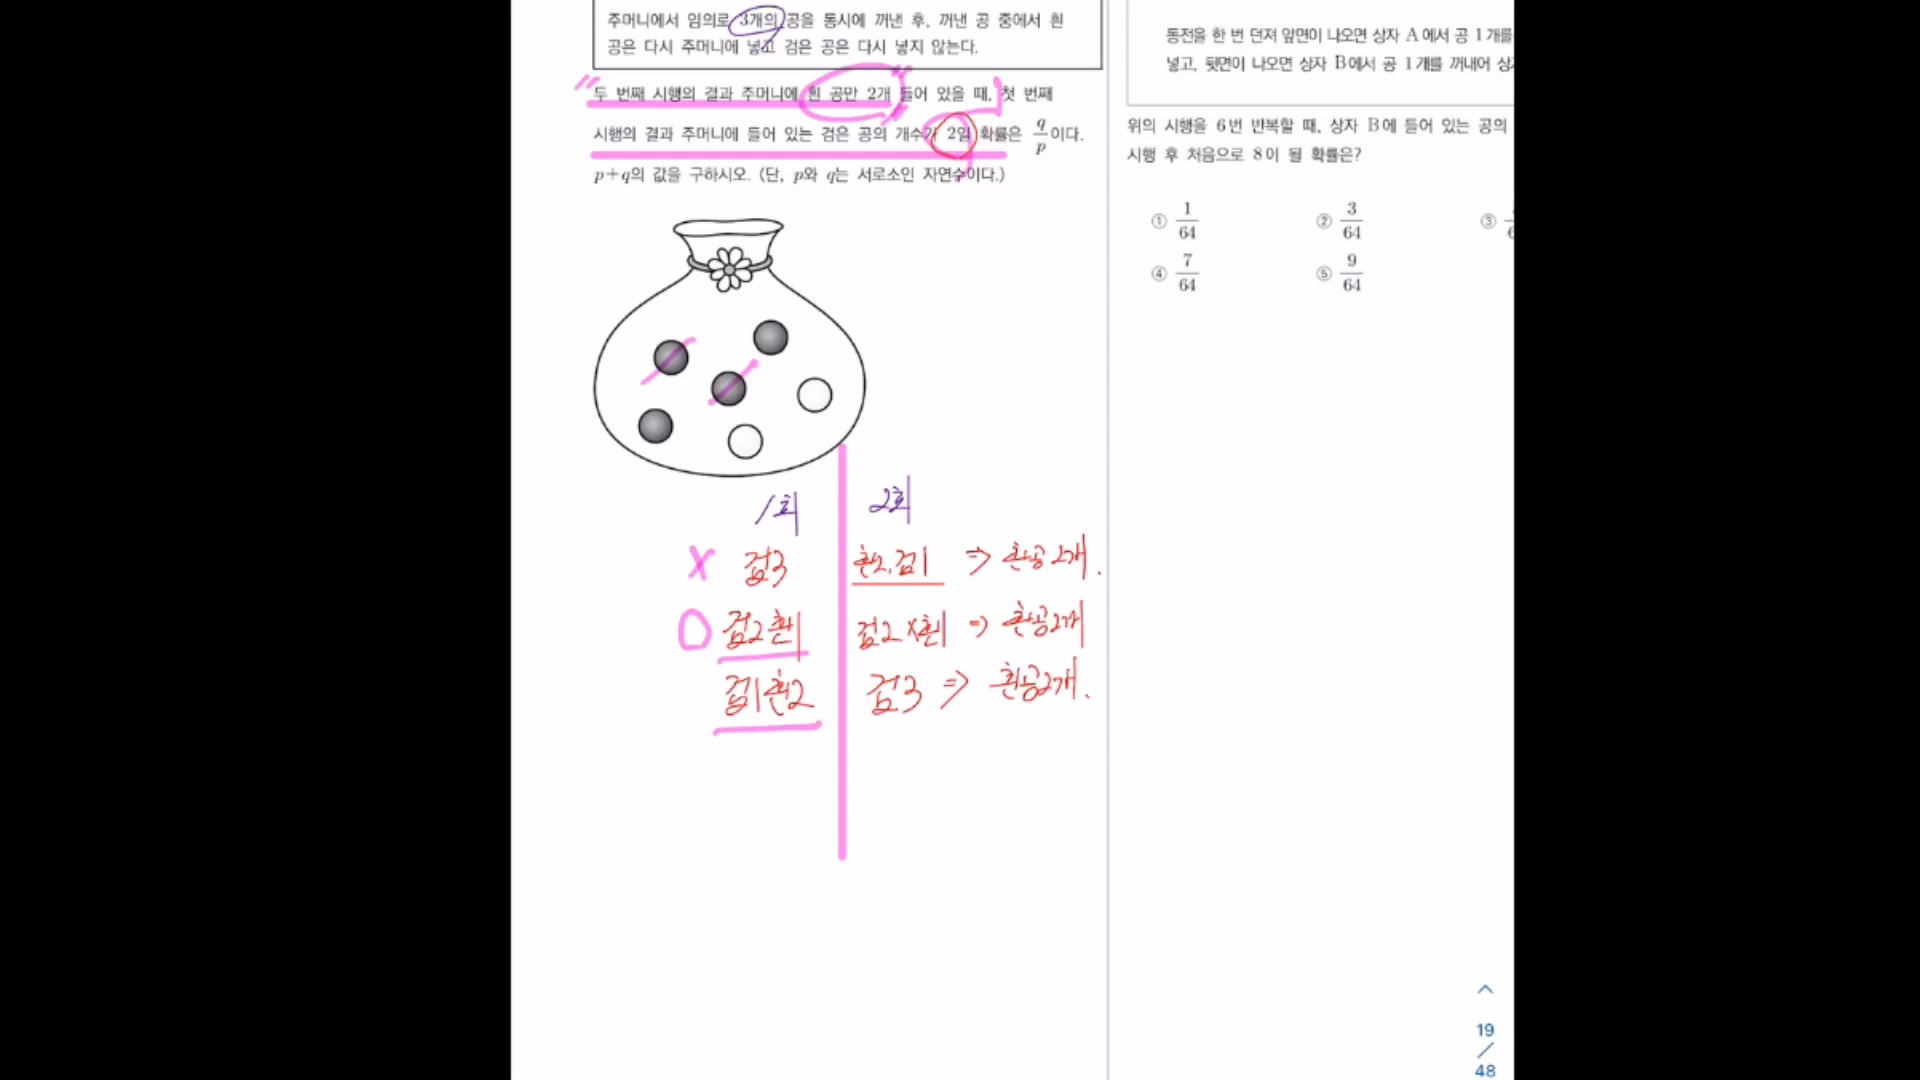 주머니에서 임의로 3개의 공을 동시에 꺼낸 후, 꺼낸 공 중에서 흰
공은 다시 주머니에 넣고 검은 공은 다시 넣지 않는다.
두 번째 시행의 결과 주머니에 흰 공만 2개 들어 있을 때, 첫 번째
시행의 결과 주머니에 들어 있는 검은 공의 개수가 2일 확률은 q/p이다.
p+q의 값을 구하시오. (단, p와 q는 서로소인 자연수이다.)
1회 2회
X 검3 흰2, 검1 => 흰공2개.
O 검2흰1 검2×흰1 => 흰공2개
검1흰2 검3 => 흰공2개.
동전을 한 번 던져 앞면이 나오면 상자 A에서 공 1개를
넣고, 뒷면이 나오면 상자 B에서 공 1개를 꺼내어
위의 시행을 6번 반복할 때, 상자 B에 들어 있는 공의
시행 후 처음으로 8이 될 확률은?
① 1/64 ② 3/64 ③
④ 7/64 ⑤ 9/64
19
/
48